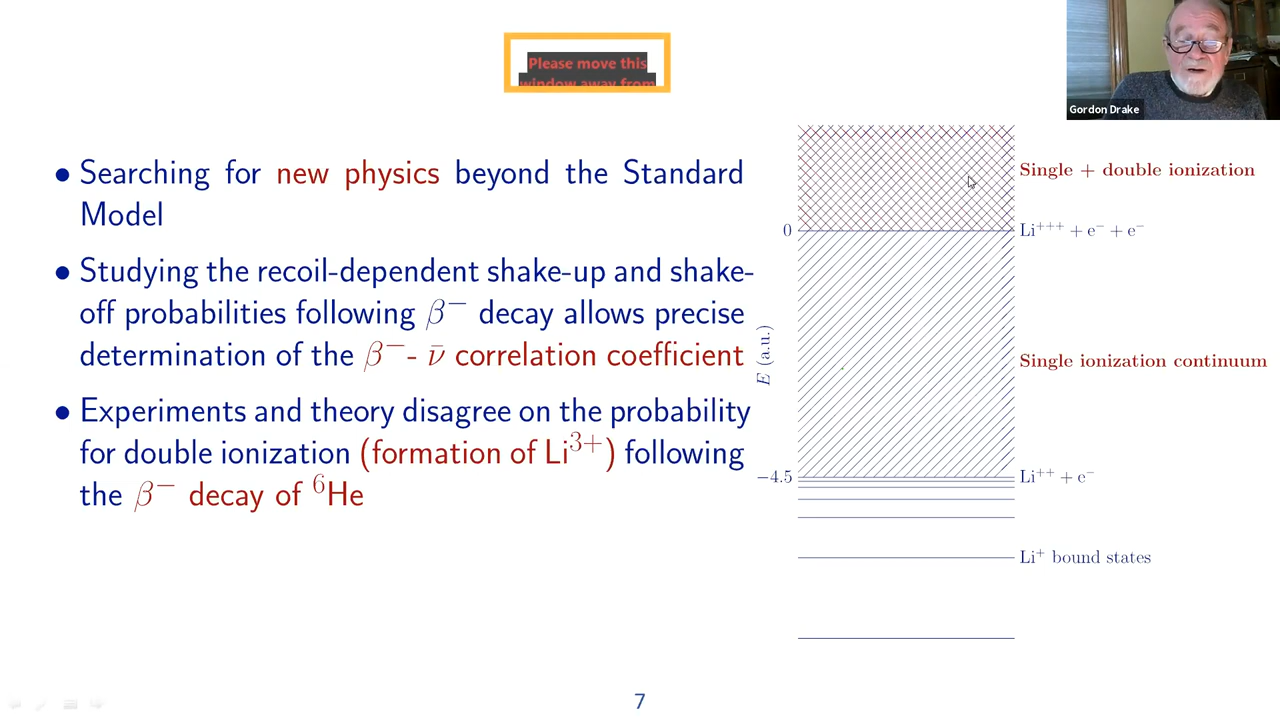 Please move this
window away from
Gordon Drake
• Searching for new physics beyond the Standard
Model
• Studying the recoil-dependent shake-up and shake-
off probabilities following β⁻ decay allows precise
determination of the β⁻- ν̄ correlation coefficient
• Experiments and theory disagree on the probability
for double ionization (formation of Li³⁺) following
the β⁻ decay of ⁶He
E (a.u.)
Single + double ionization
0
Li⁺⁺⁺ + e⁻ + e⁻
Single ionization continuum
−4.5
Li⁺⁺ + e⁻
Li⁺ bound states
7